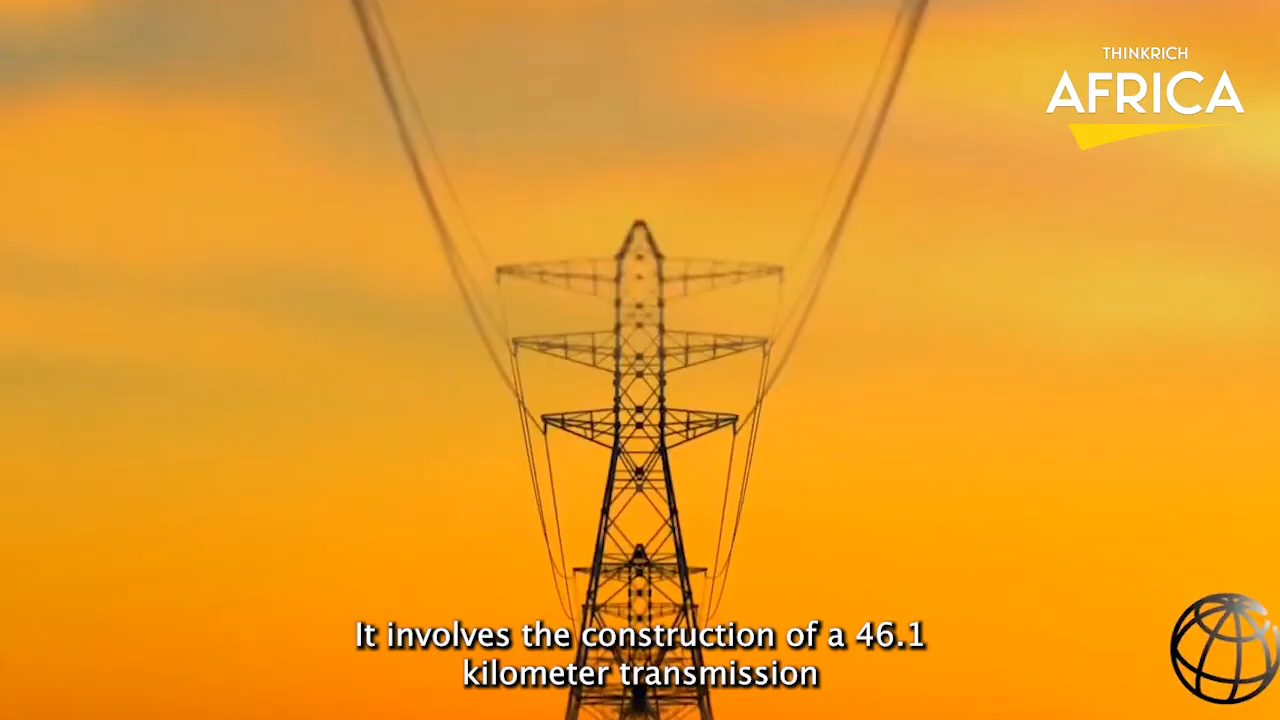 THINKRICH
AFRICA
It involves the construction of a 46.1
kilometer transmission